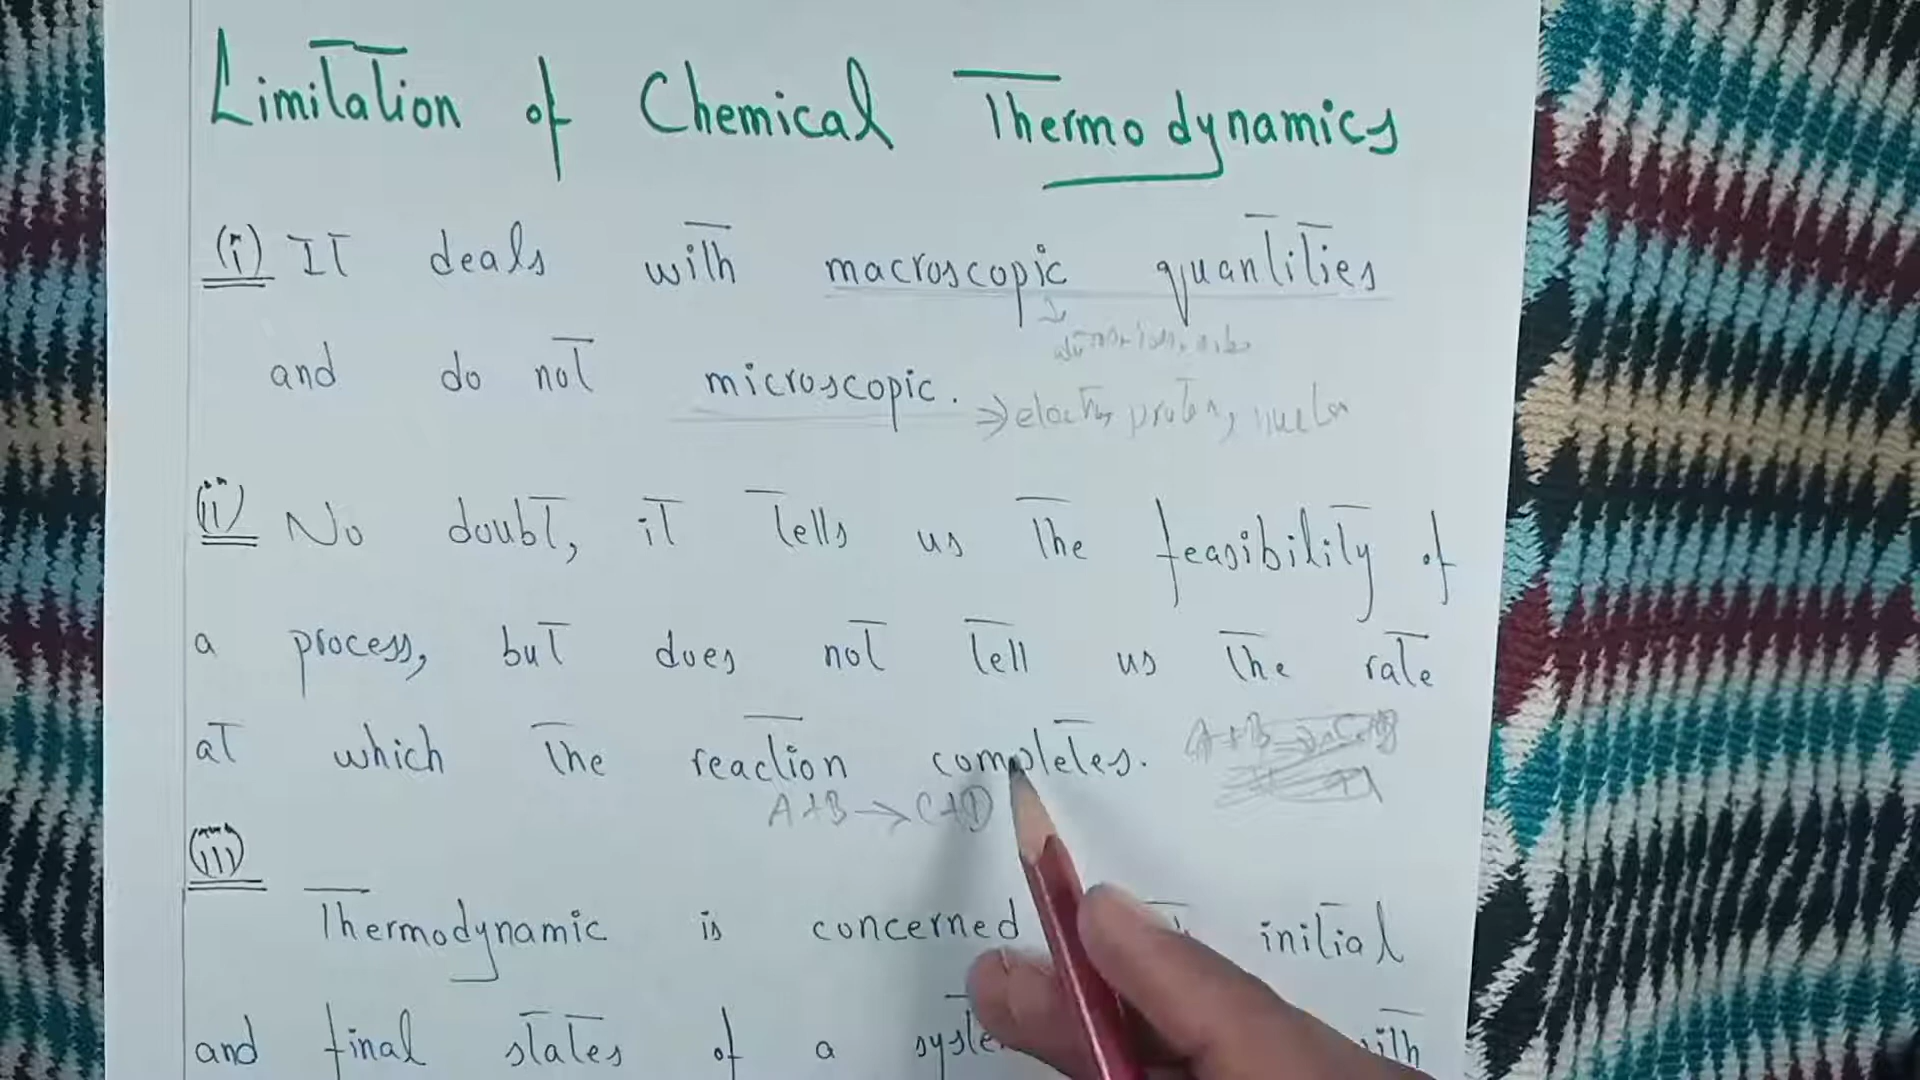 Limitation of Chemical Thermodynamics
(i) It deals with macroscopic quantities
and do not microscopic.
(ii) No doubt, it tells us the feasibility of
a process, but does not tell us the rate
at which the reaction completes.
A+B → C+D
(iii)
Thermodynamic is concerned initial
and final states of a